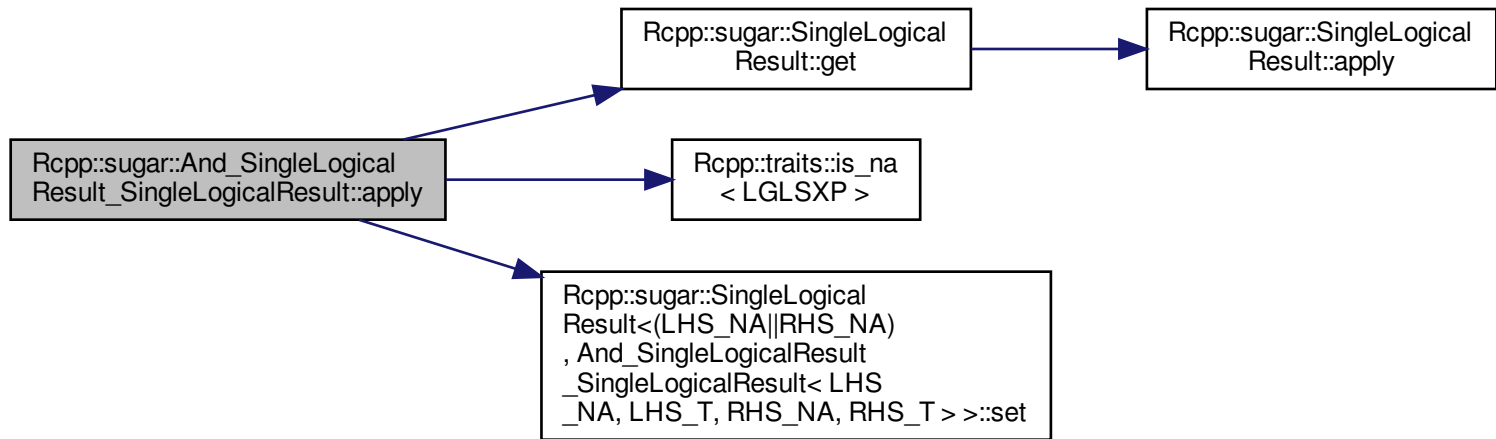 Rcpp::sugar::And_SingleLogical
Result_SingleLogicalResult::apply
Rcpp::sugar::SingleLogical
Result::get
Rcpp::sugar::SingleLogical
Result::apply
Rcpp::traits::is_na
< LGLSXP >
Rcpp::sugar::SingleLogical
Result<(LHS_NA||RHS_NA)
, And_SingleLogicalResult
_SingleLogicalResult< LHS
_NA, LHS_T, RHS_NA, RHS_T > >::set